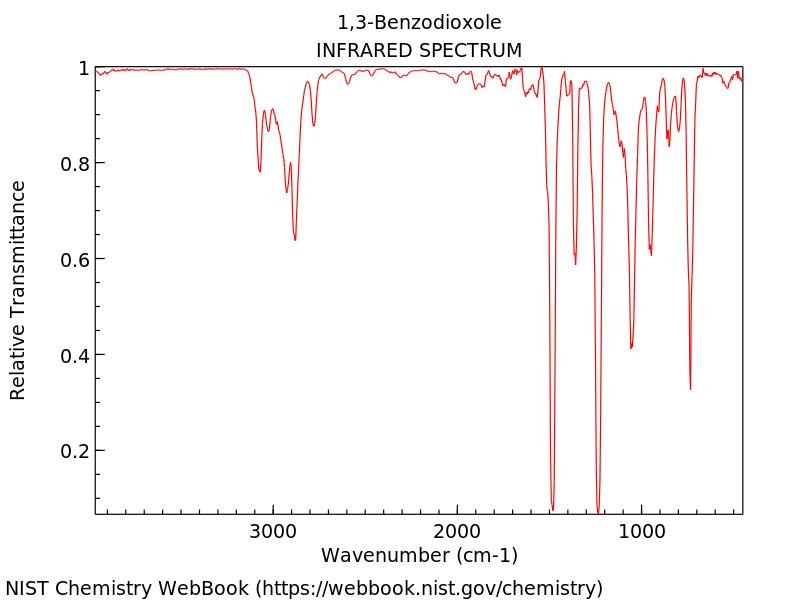 1,3-Benzodioxole
INFRARED SPECTRUM
1
0.8
0.6
0.4
0.2
Relative Transmittance
3000 2000 1000
Wavenumber (cm-1)
NIST Chemistry WebBook (https://webbook.nist.gov/chemistry)